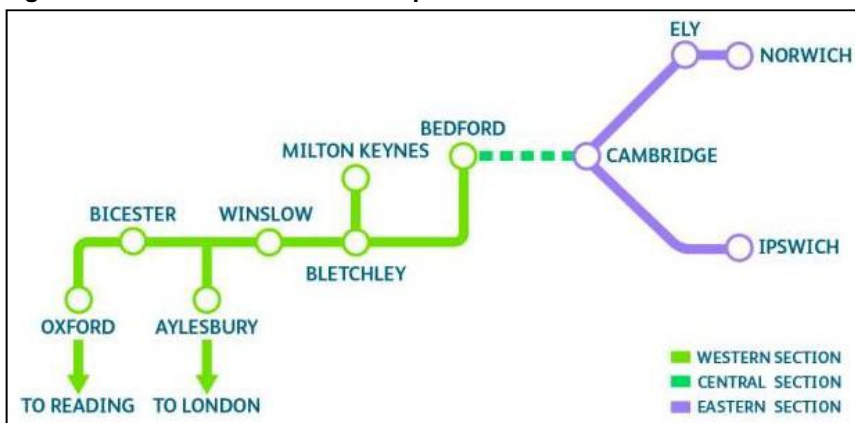 ELY
NORWICH
BEDFORD
MILTON KEYNES
CAMBRIDGE
BICESTER
WINSLOW
BLETCHLEY
IPSWICH
OXFORD
AYLESBURY
WESTERN SECTION
CENTRAL SECTION
EASTERN SECTION
TO READING
TO LONDON